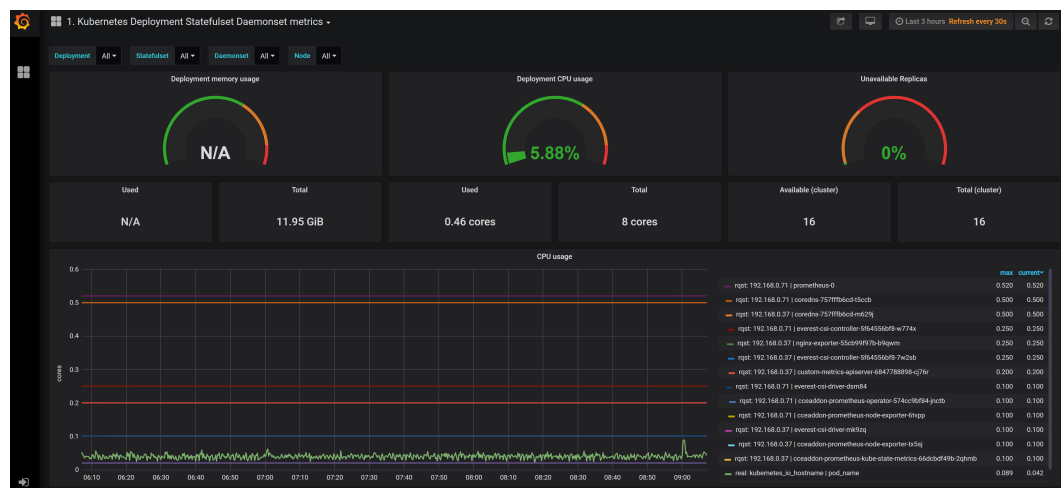 1. Kubernetes Deployment Statefulset Daemonset metrics
Last 3 hours Refresh every 30s
Deployment All Statefulset All Daemonset All Node All
Deployment memory usage
N/A
Deployment CPU usage
5.88%
Unavailable Replicas
0%
Used
N/A
Total
11.95 GiB
Used
0.46 cores
Total
8 cores
Available (cluster)
16
Total (cluster)
16
CPU usage
cores
0.6
0.5
0.4
0.3
0.2
0.1
0
06:10 06:20 06:30 06:40 06:50 07:00 07:10 07:20 07:30 07:40 07:50 08:00 08:10 08:20 08:30 08:40 08:50 09:00
max current
rqst: 192.168.0.71 | prometheus-0 0.520 0.520
rqst: 192.168.0.71 | coredns-757fffb6cd-t5ccb 0.500 0.500
rqst: 192.168.0.37 | coredns-757fffb6cd-m629j 0.500 0.500
rqst: 192.168.0.71 | everest-csi-controller-5f64556bf8-w774x 0.250 0.250
rqst: 192.168.0.37 | nginx-exporter-55cb99f97b-b9qwm 0.250 0.250
rqst: 192.168.0.37 | everest-csi-controller-5f64556bf8-7w2sb 0.250 0.250
rqst: 192.168.0.37 | custom-metrics-apiserver-6847788898-cj76r 0.200 0.200
rqst: 192.168.0.71 | everest-csi-driver-dsm84 0.100 0.100
rqst: 192.168.0.71 | cceaddon-prometheus-operator-574cc9bf84-jnctb 0.100 0.100
rqst: 192.168.0.71 | cceaddon-prometheus-node-exporter-6tvpp 0.100 0.100
rqst: 192.168.0.37 | everest-csi-driver-mk9zq 0.100 0.100
rqst: 192.168.0.37 | cceaddon-prometheus-node-exporter-tx5sj 0.100 0.100
rqst: 192.168.0.37 | cceaddon-prometheus-kube-state-metrics-66dcbdf49b-2qhmb 0.100 0.100
real: kubernetes_io_hostname | pod_name 0.089 0.042